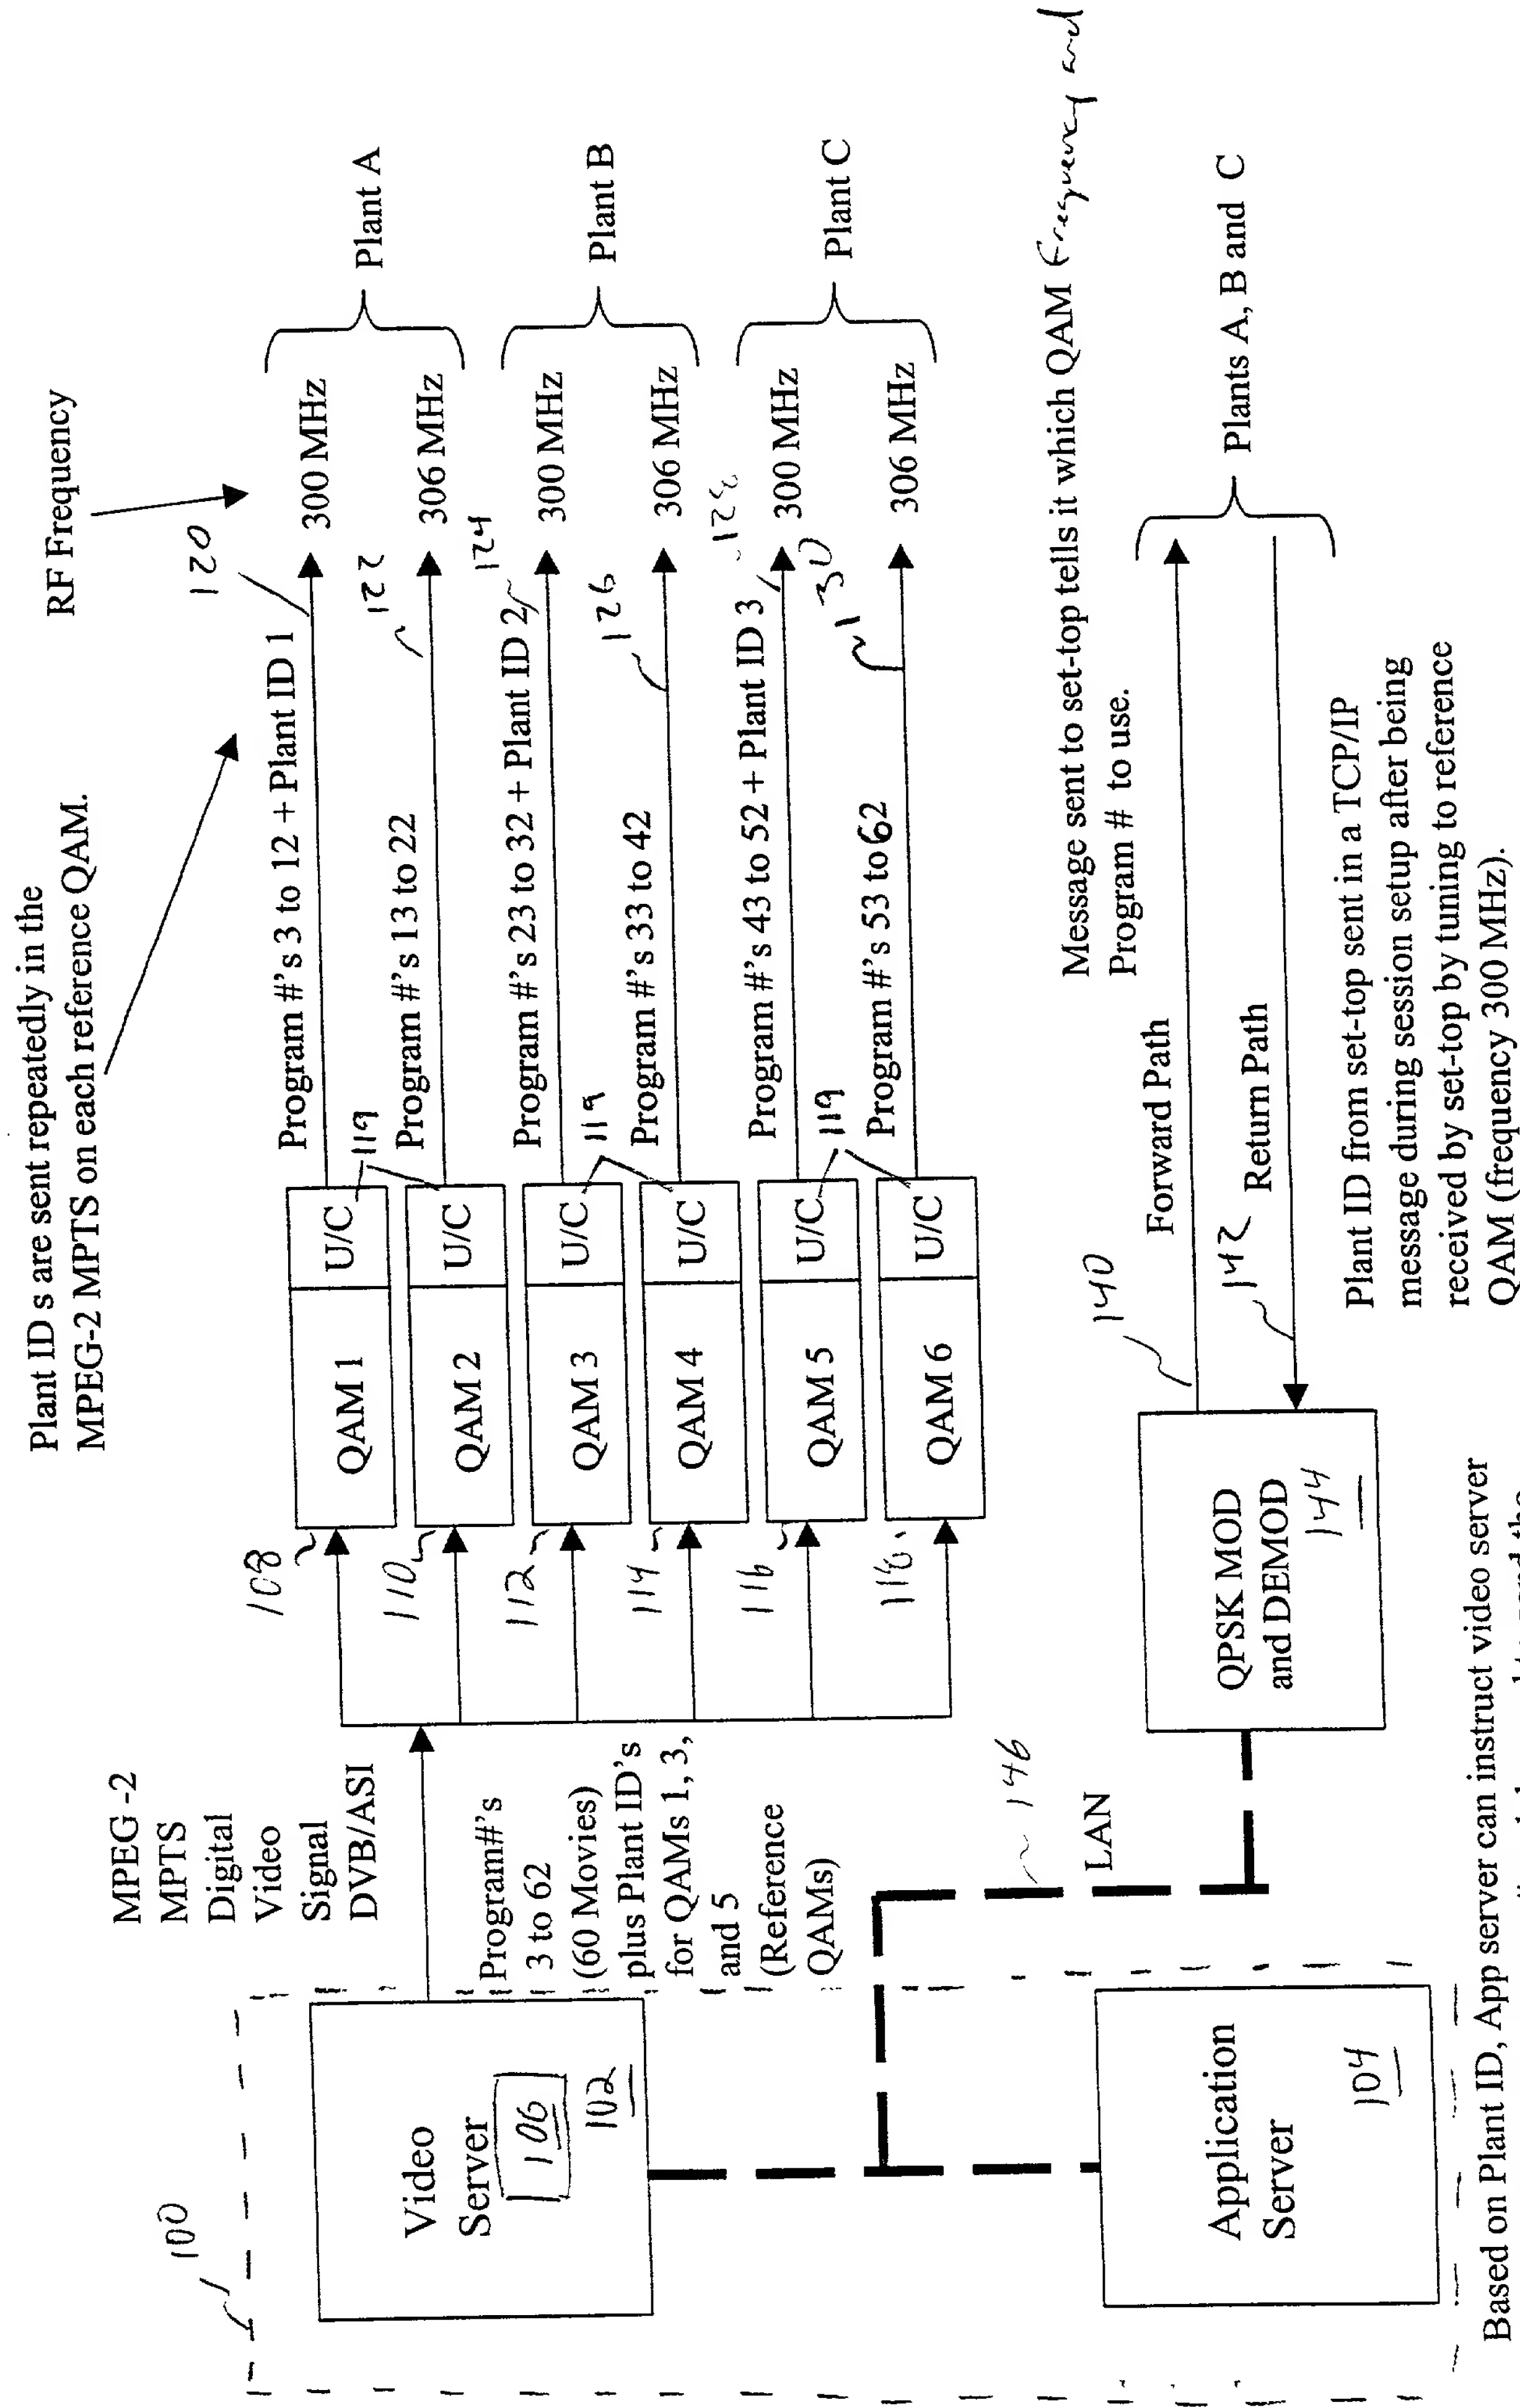 Plant ID s are sent repeatedly in the
MPEG-2 MPTS on each reference QAM.
RF Frequency
100
MPEG -2
MPTS
Digital
Video
Signal
DVB/ASI
Video
Server
106
102
Program#'s
3 to 62
(60 Movies)
plus Plant ID's
for QAMs 1, 3,
and 5
(Reference
QAMs)
108
QAM 1
U/C
119
Program #'s 3 to 12 + Plant ID 1
120
300 MHz
Plant A
110
QAM 2
U/C
Program #'s 13 to 22
122
306 MHz
112
QAM 3
U/C
119
Program #'s 23 to 32 + Plant ID 2
124
300 MHz
Plant B
114
QAM 4
U/C
Program #'s 33 to 42
126
306 MHz
116
QAM 5
U/C
119
Program #'s 43 to 52 + Plant ID 3
128
300 MHz
Plant C
118
QAM 6
U/C
Program #'s 53 to 62
130
306 MHz
146
LAN
Message sent to set-top tells it which QAM frequency and
Program # to use.
140
Forward Path
142
Return Path
Plants A, B and C
QPSK MOD
and DEMOD
144
Application
Server
104
Plant ID from set-top sent in a TCP/IP
message during session setup after being
received by set-top by tuning to reference
QAM (frequency 300 MHz).
Based on Plant ID, App server can instruct video server